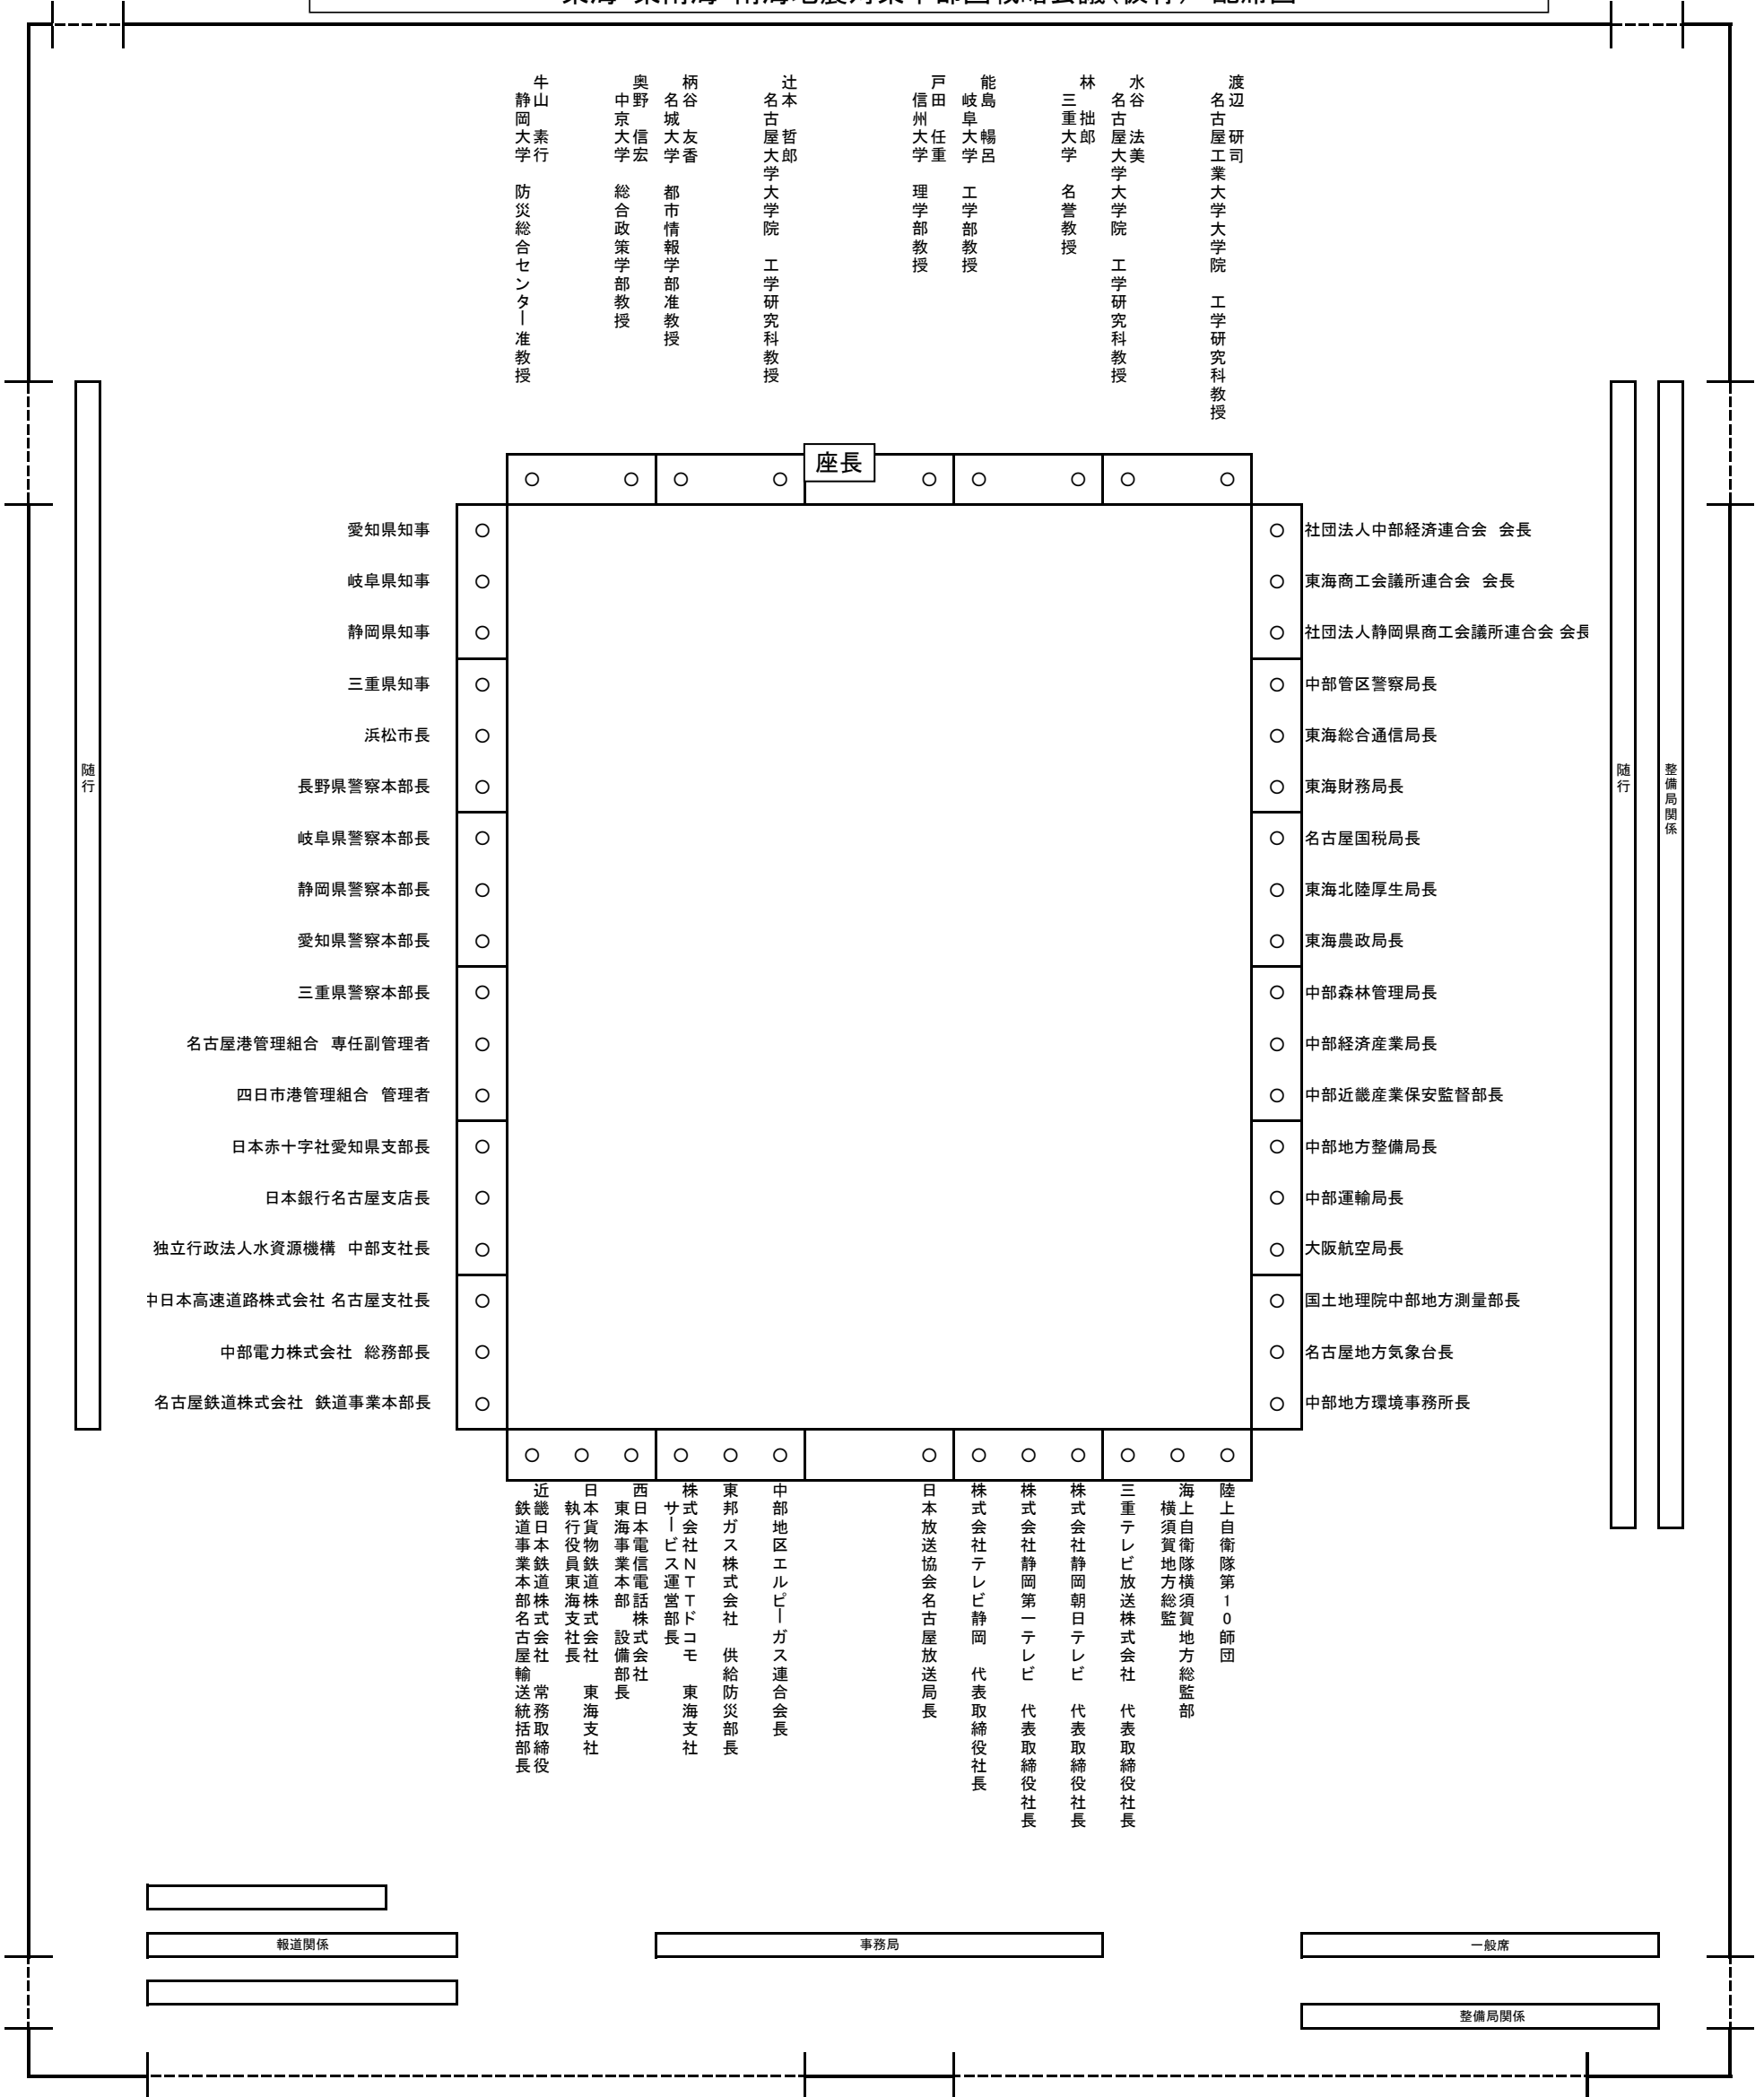 東海・東南海・南海地震対策中部圏戦略会議(仮称) 配席図
牛山 素行
静岡大学 防災総合センター准教授
奥野 信宏
中京大学 総合政策学部教授
柄谷 友香
名城大学 都市情報学部准教授
辻本 哲郎
名古屋大学大学院 工学研究科教授
戸田 任重
信州大学 理学部教授
能島 暢呂
岐阜大学 工学部教授
林 拙郎
三重大学 名誉教授
水谷 法美
名古屋大学大学院 工学研究科教授
渡辺 研司
名古屋工業大学大学院 工学研究科教授
座長
愛知県知事
岐阜県知事
静岡県知事
三重県知事
浜松市長
長野県警察本部長
岐阜県警察本部長
静岡県警察本部長
愛知県警察本部長
三重県警察本部長
名古屋港管理組合 専任副管理者
四日市港管理組合 管理者
日本赤十字社愛知県支部長
日本銀行名古屋支店長
独立行政法人水資源機構 中部支社長
中日本高速道路株式会社 名古屋支社長
中部電力株式会社 総務部長
名古屋鉄道株式会社 鉄道事業本部長
社団法人中部経済連合会 会長
東海商工会議所連合会 会長
社団法人静岡県商工会議所連合会 会長
中部管区警察局長
東海総合通信局長
東海財務局長
名古屋国税局長
東海北陸厚生局長
東海農政局長
中部森林管理局長
中部経済産業局長
中部近畿産業保安監督部長
中部地方整備局長
中部運輸局長
大阪航空局長
国土地理院中部地方測量部長
名古屋地方気象台長
中部地方環境事務所長
随行
随行
整備局関係
近畿日本鉄道株式会社 常務取締役
鉄道事業本部名古屋輸送統括部長
日本貨物鉄道株式会社 東海支社
執行役員東海支社長
西日本電信電話株式会社
東海事業本部 設備部長
株式会社NTTドコモ 東海支社
サービス運営部長
東邦ガス株式会社 供給防災部長
中部地区エルピーガス連合会長
日本放送協会名古屋放送局長
株式会社テレビ静岡 代表取締役社長
株式会社静岡第一テレビ 代表取締役社長
株式会社静岡朝日テレビ 代表取締役社長
三重テレビ放送株式会社 代表取締役社長
海上自衛隊横須賀地方総監部
横須賀地方総監
陸上自衛隊第10師団
報道関係
事務局
一般席
整備局関係